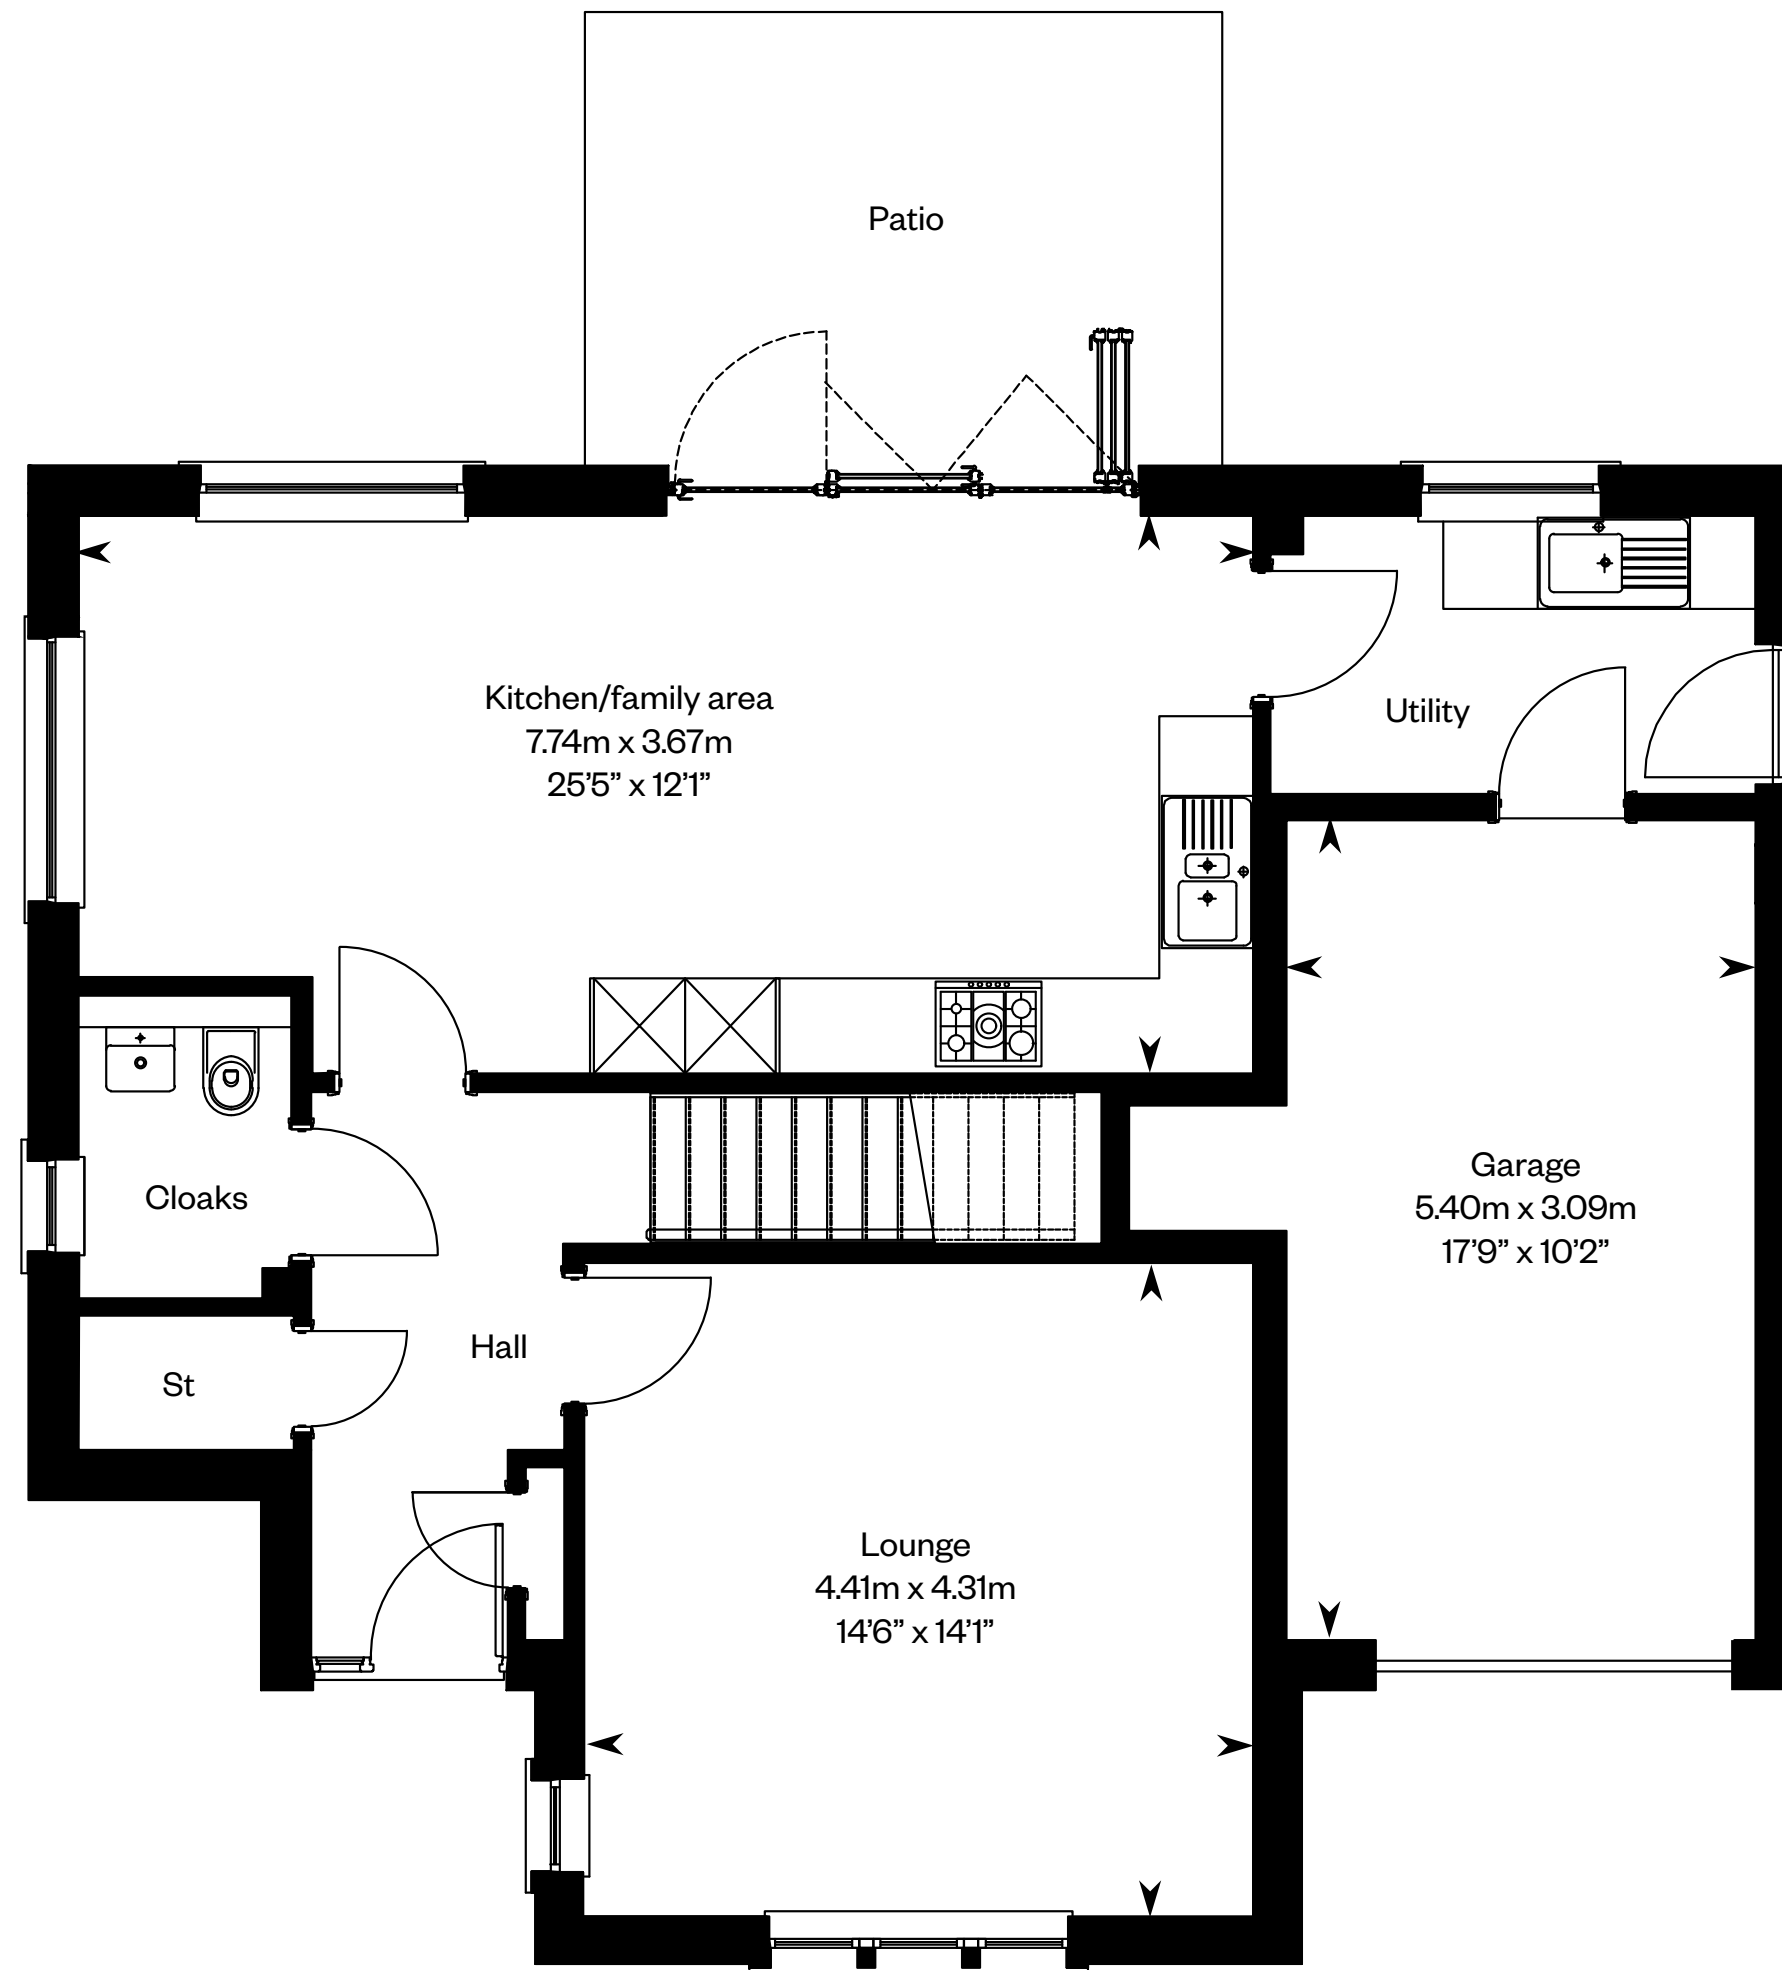 Patio
Kitchen/family area
7.74m x 3.67m
25'5” x 12'1”
Utility
Garage
5.40m x 3.09m
17'9” x 10'2”
Cloaks
Hall
St
Lounge
4.41m x 4.31m
14'6” x 14'1”